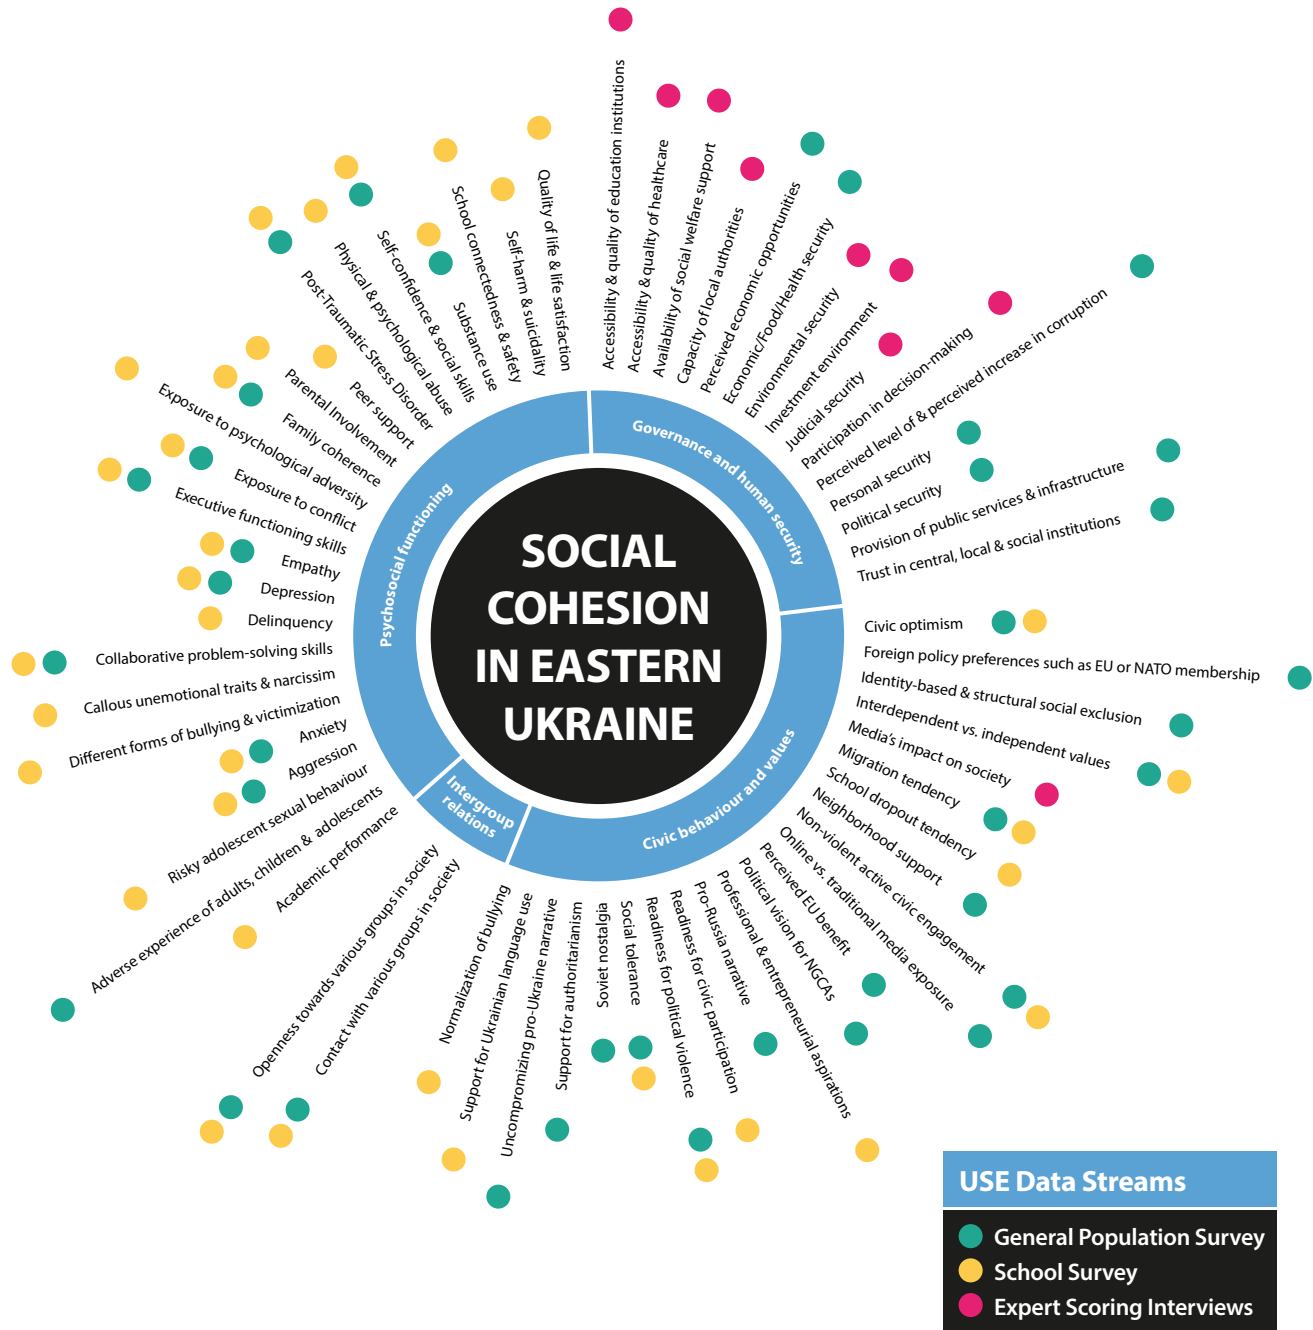 SOCIAL
COHESION
IN EASTERN
UKRAINE
Governance and human security
Accessibility & quality of education institutions
Accessibility & quality of healthcare
Availability of social welfare support
Capacity of local authorities
Perceived economic opportunities
Economic/Food/Health security
Environmental security
Investment environment
Judicial security
Participation in decision-making
Perceived level & perceived increase in corruption
Personal security
Political security
Provision of public services & infrastructure
Trust in central, local & social institutions
Civic behaviour and values
Civic optimism
Foreign policy preferences such as EU or NATO membership
Identity-based & structural social exclusion
Interdependent vs. independent values
Media's impact on society
Migration tendency
School dropout tendency
Neighborhood support
Non-violent active civic engagement
Online vs. traditional media exposure
Perceived EU benefit
Political vision for NGCAs
Professional & entrepreneurial aspirations
Pro-Russia narrative
Readiness for civic participation
Readiness for political violence
Social tolerance
Soviet nostalgia
Support for authoritarianism
Uncompromizing pro-Ukraine narrative
Support for Ukrainian language use
Normalization of bullying
Intergroup
relations
Contact with various groups in society
Openness towards various groups in society
Psychosocial functioning
Academic performance
Adverse experience of adults, children & adolescents
Risky adolescent sexual behaviour
Aggression
Anxiety
Different forms of bullying & victimization
Callous unemotional traits & narcissim
Collaborative problem-solving skills
Delinquency
Depression
Empathy
Executive functioning skills
Exposure to conflict
Exposure to psychological adversity
Family coherence
Parental Involvement
Peer support
Post-Traumatic Stress Disorder
Physical & psychological abuse
Self-confidence & social skills
Substance use
School connectedness & safety
Self-harm & suicidality
Quality of life & life satisfaction
USE Data Streams
General Population Survey
School Survey
Expert Scoring Interviews